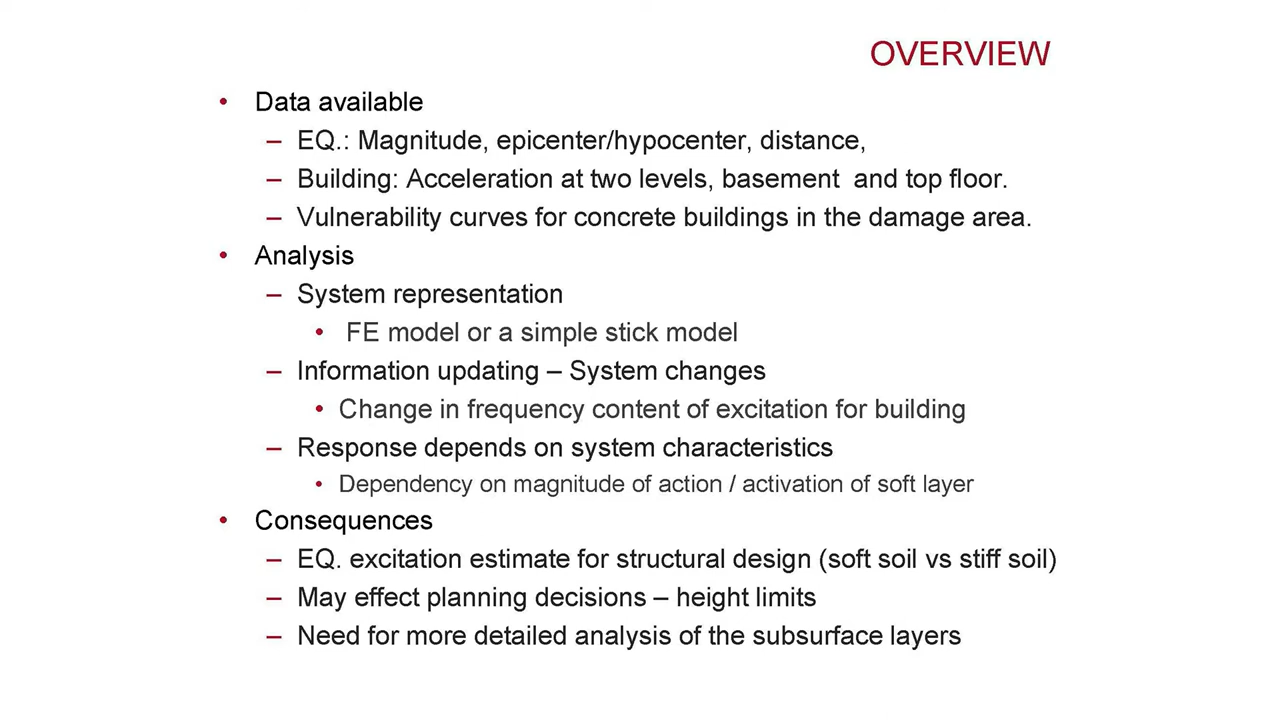 OVERVIEW
• Data available
– EQ.: Magnitude, epicenter/hypocenter, distance,
– Building: Acceleration at two levels, basement and top floor.
– Vulnerability curves for concrete buildings in the damage area.
• Analysis
– System representation
• FE model or a simple stick model
– Information updating – System changes
• Change in frequency content of excitation for building
– Response depends on system characteristics
• Dependency on magnitude of action / activation of soft layer
• Consequences
– EQ. excitation estimate for structural design (soft soil vs stiff soil)
– May effect planning decisions – height limits
– Need for more detailed analysis of the subsurface layers